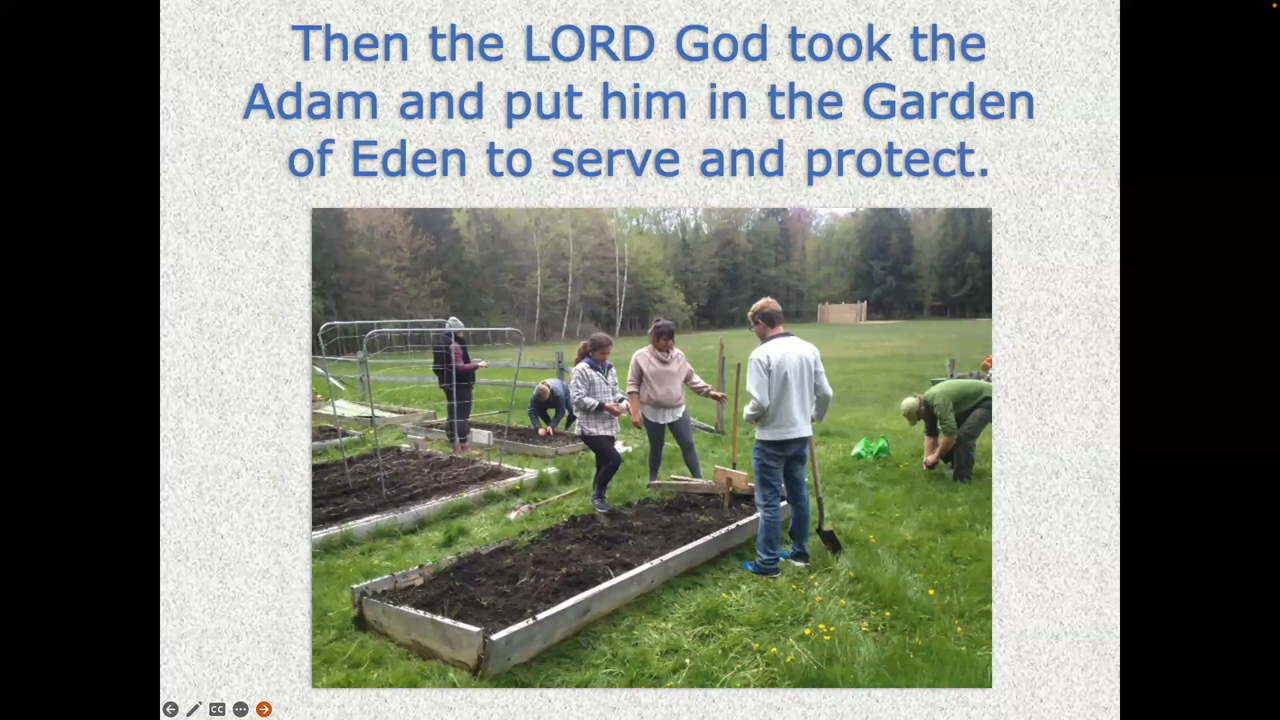 Then the LORD God took the
Adam and put him in the Garden
of Eden to serve and protect.
CC